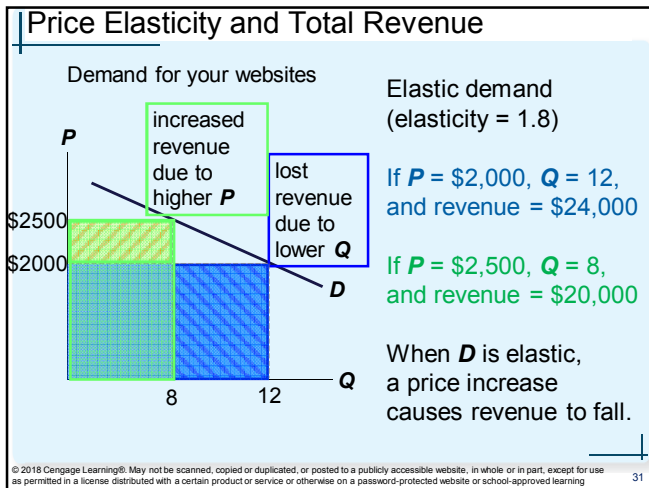 Price Elasticity and Total Revenue
Demand for your websites
P
increased
revenue
due to
higher P
lost
revenue
due to
lower Q
$2500
$2000
D
Q
8
12
Elastic demand
(elasticity = 1.8)
If P = $2,000, Q = 12,
and revenue = $24,000
If P = $2,500, Q = 8,
and revenue = $20,000
When D is elastic,
a price increase
causes revenue to fall.
© 2018 Cengage Learning®. May not be scanned, copied or duplicated, or posted to a publicly accessible website, in whole or in part, except for use
as permitted in a license distributed with a certain product or service or otherwise on a password-protected website or school-approved learning
31